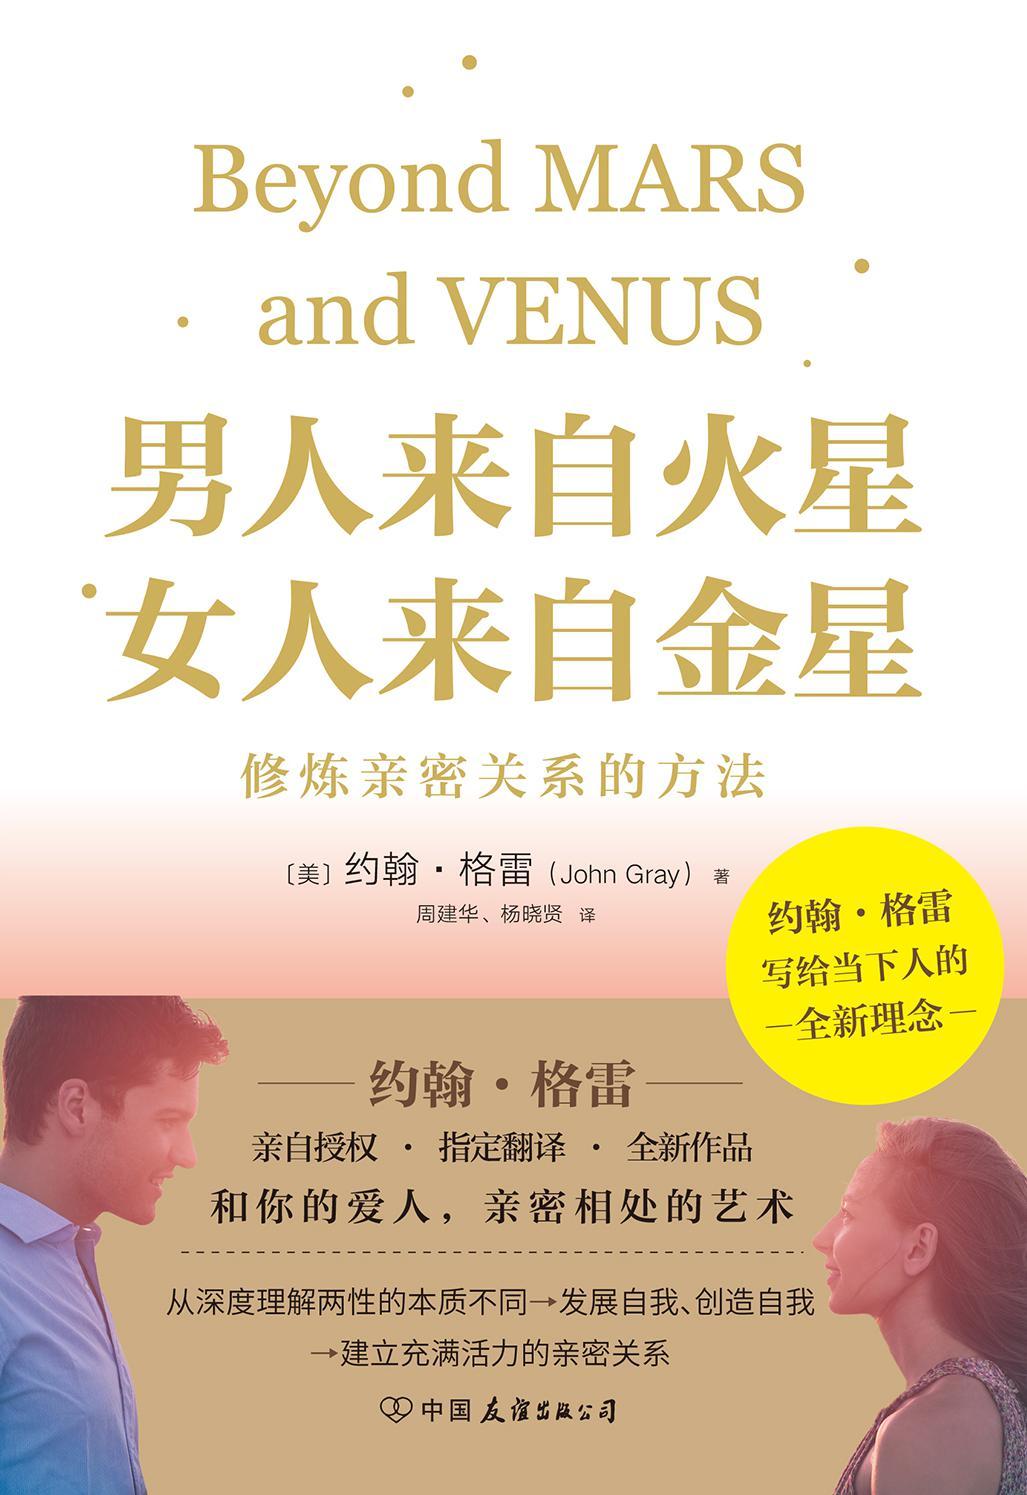 Beyond MARS
and VENUS
男人来自火星
女人来自金星
修炼亲密关系的方法
〔美〕约翰·格雷（John Gray） 著
周建华、杨晓贤 译
约翰·格雷
写给当下人的
—全新理念—
约翰·格雷
亲自授权 · 指定翻译 · 全新作品
和你的爱人，亲密相处的艺术
从深度理解两性的本质不同→发展自我、创造自我
→建立充满活力的亲密关系
中国友谊出版公司